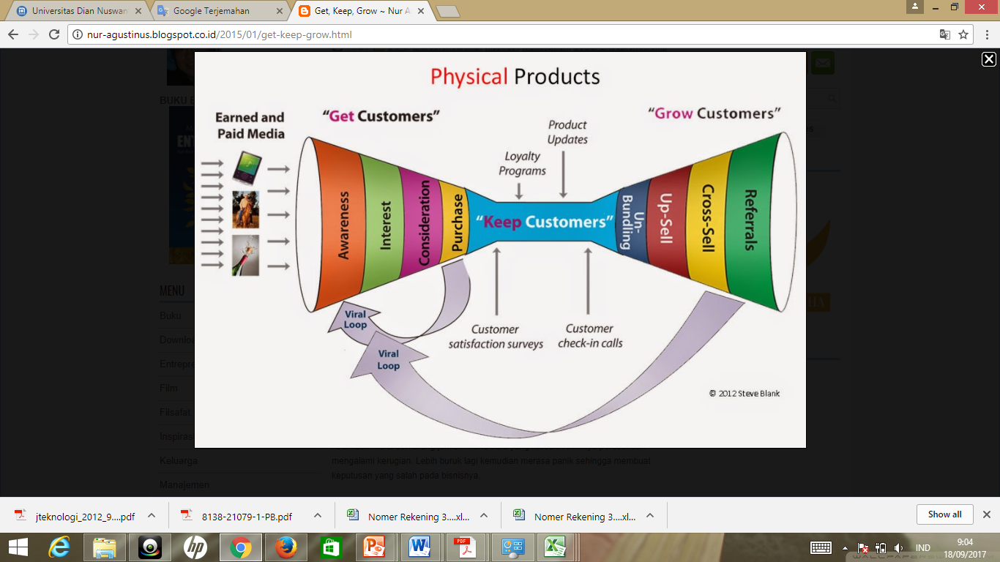 Universitas Dian Nuswan
Google Terjemahan
Get, Keep, Grow ~ Nur A
nur-agustinus.blogspot.co.id/2015/01/get-keep-grow.html
Physical Products
Earned and
Paid Media
“Get Customers”
“Grow Customers”
Product
Updates
Loyalty
Programs
Awareness
Interest
Consideration
Purchase
“Keep Customers”
Un-
Bundling
Up-Sell
Cross-Sell
Referrals
Viral
Loop
Viral
Loop
Customer
satisfaction surveys
Customer
check-in calls
© 2012 Steve Blank
BUKU E
MENU
Buku
Downloa
Entrepre
Film
Filsafat
Inspiras
Keluarga
Manajemen
mengalami kerugian. Lebih buruk lagi kemudian merasa panik sehingga membuat
keputusan yang salah pada bisnisnya.
jteknologi_2012_9....pdf
8138-21079-1-PB.pdf
Nomer Rekening 3....xl...
Nomer Rekening 3....xl...
Show all
hp
IND
9:04
18/09/2017